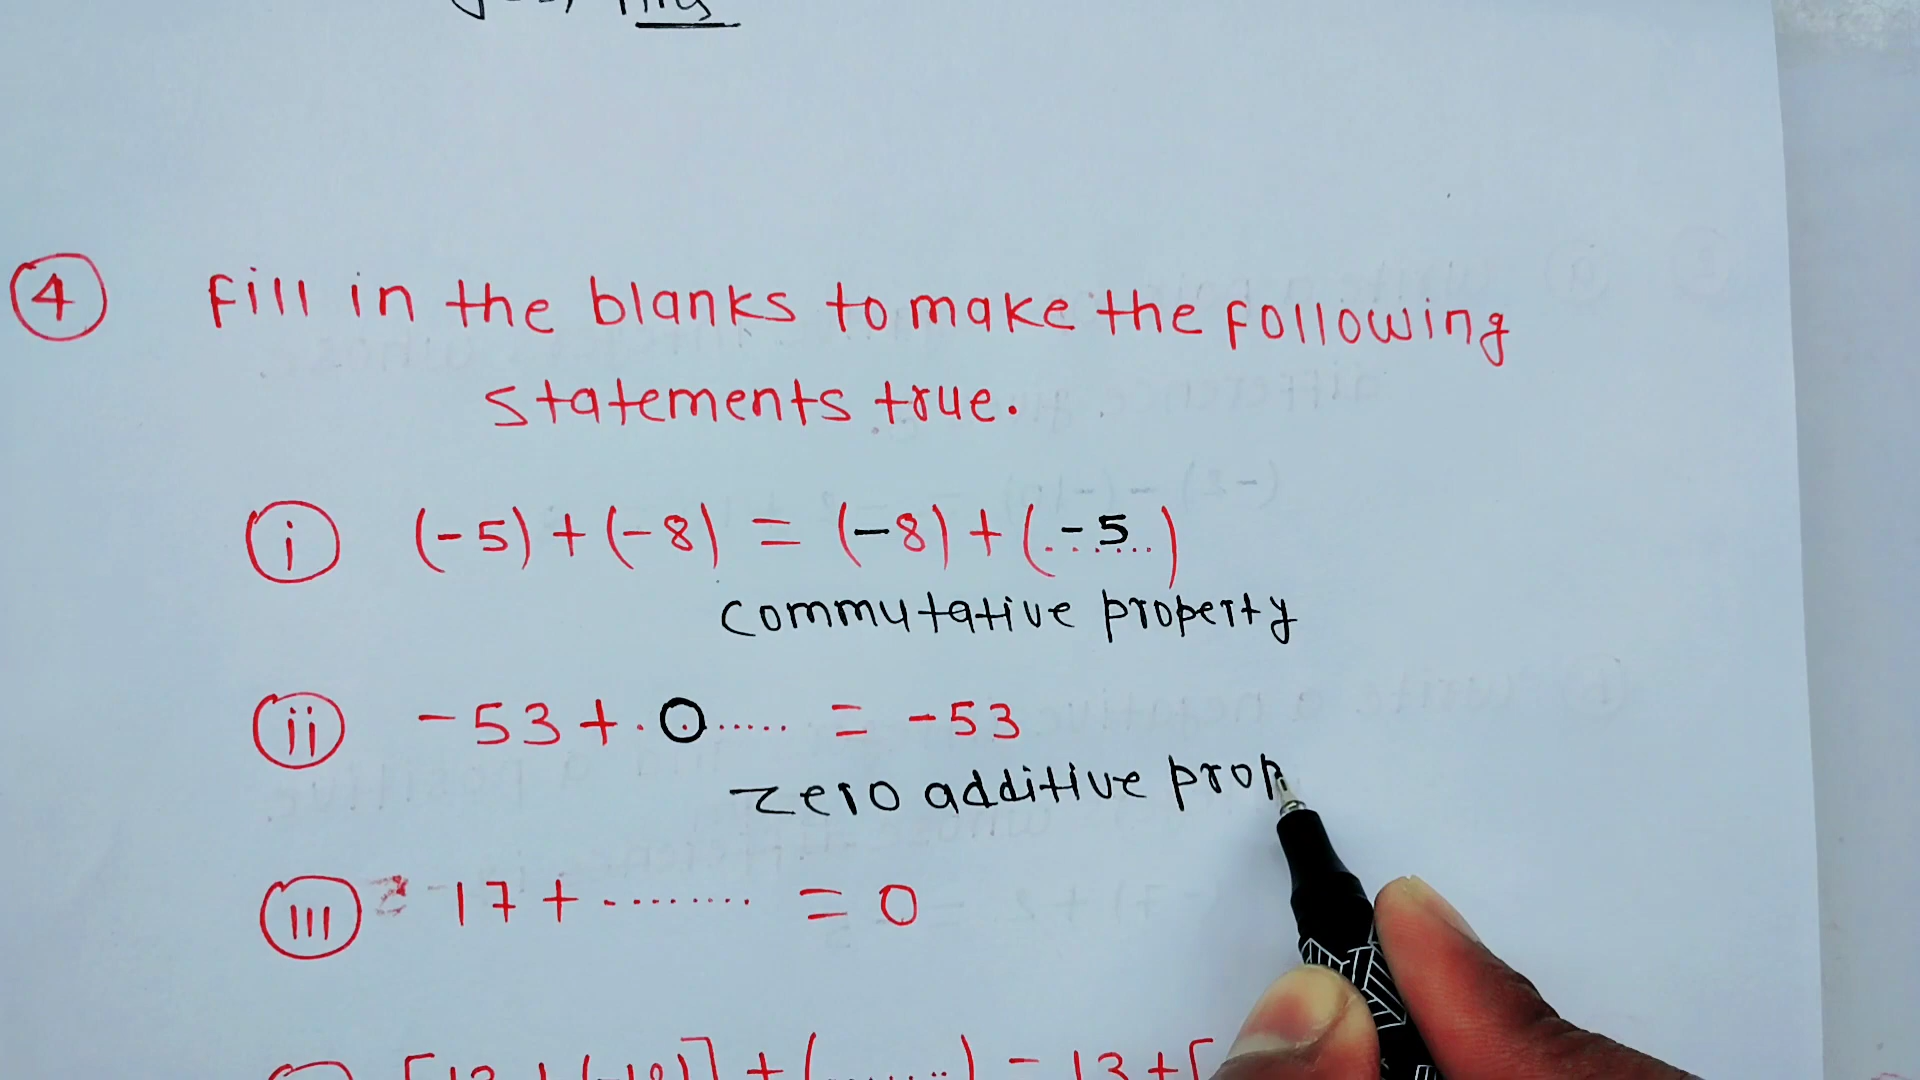 4 Fill in the blanks to make the following
statements true.
i (-5) + (-8) = (-8) + (..-5...)
commutative property
ii -53 + .0..... = -53
zero additive prop
iii 17 + ........ = 0